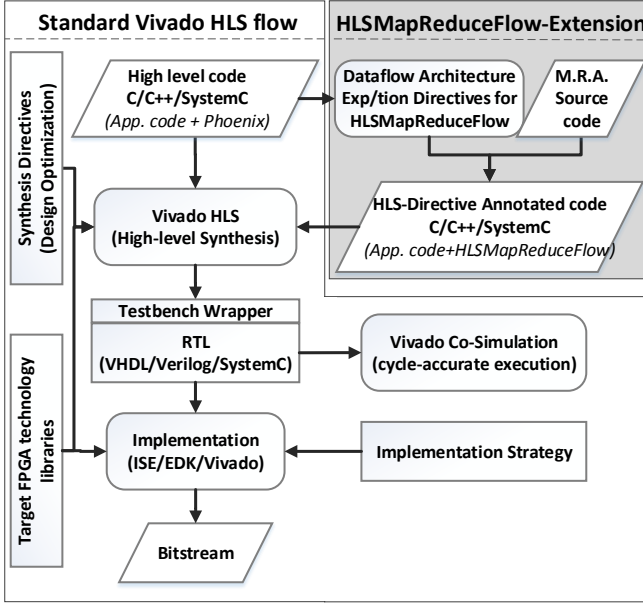 Standard Vivado HLS flow
HLSMapReduceFlow-Extension
Synthesis Directives
(Design Optimization)
High level code
C/C++/SystemC
(App. code + Phoenix)
Dataflow Architecture
Exp/tion Directives for
HLSMapReduceFlow
M.R.A.
Source
code
Vivado HLS
(High-level Synthesis)
HLS-Directive Annotated code
C/C++/SystemC
(App. code+HLSMapReduceFlow)
Testbench Wrapper
RTL
(VHDL/Verilog/SystemC)
Vivado Co-Simulation
(cycle-accurate execution)
Target FPGA technology
libraries
Implementation
(ISE/EDK/Vivado)
Implementation Strategy
Bitstream